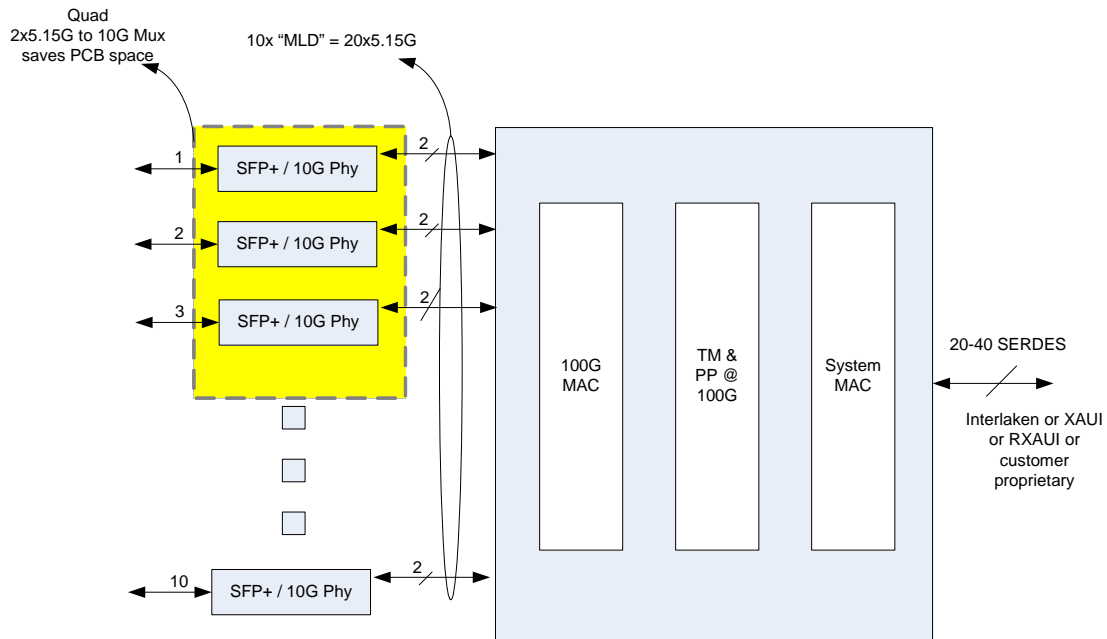 Quad
2x5.15G to 10G Mux
saves PCB space
10x “MLD” = 20x5.15G
1
SFP+ / 10G Phy
2
2
SFP+ / 10G Phy
2
3
SFP+ / 10G Phy
2
10
SFP+ / 10G Phy
2
100G
MAC
TM &
PP @
100G
System
MAC
20-40 SERDES
Interlaken or XAUI
or RXAUI or
customer
proprietary